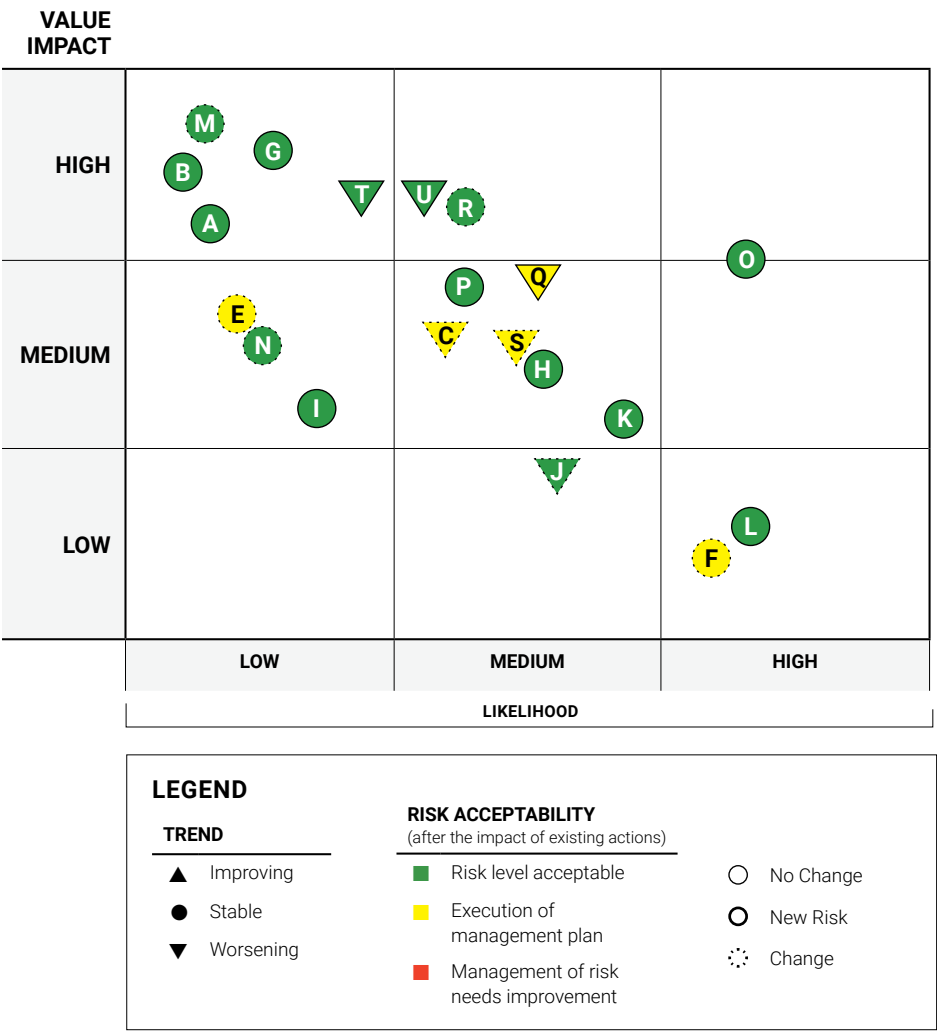 VALUE
IMPACT
HIGH
M
G
B
T
U
R
A
O
P
Q
MEDIUM
E
N
C
S
H
I
K
LOW
J
L
F
LOW
MEDIUM
HIGH
LIKELIHOOD
LEGEND
TREND
Improving
Stable
Worsening
RISK ACCEPTABILITY
(after the impact of existing actions)
Risk level acceptable
Execution of
management plan
Management of risk
needs improvement
No Change
New Risk
Change